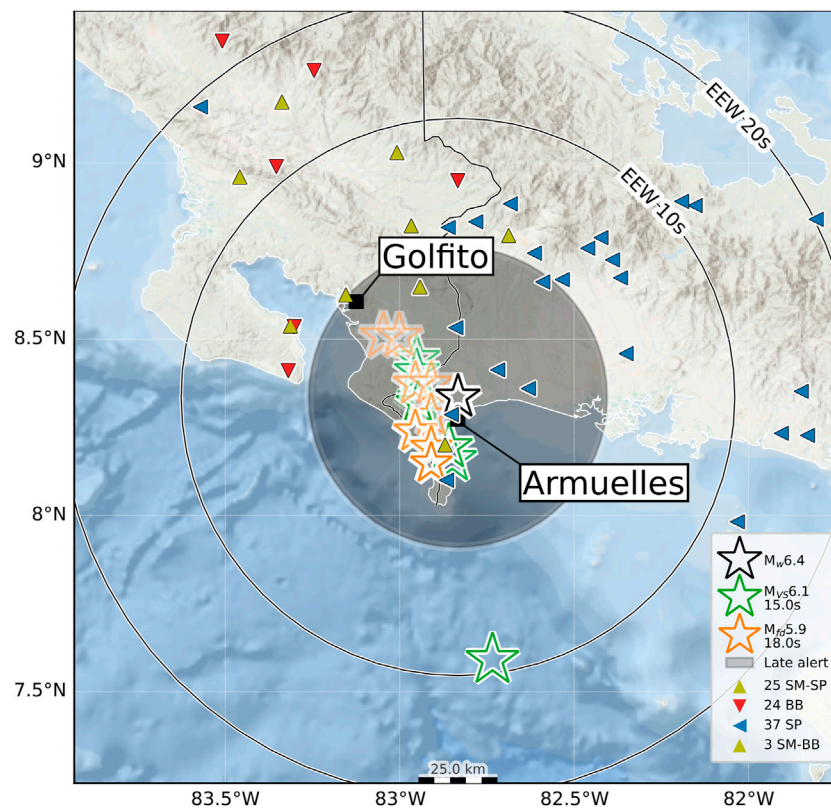 EEW 20s
EEW 10s
9°N
8.5°N
8°N
7.5°N
Golfito
Armuelles
M_w6.4
M_VS6.1
15.0s
M_fd5.9
18.0s
Late alert
25 SM-SP
24 BB
37 SP
3 SM-BB
25.0 km
83.5°W
83°W
82.5°W
82°W